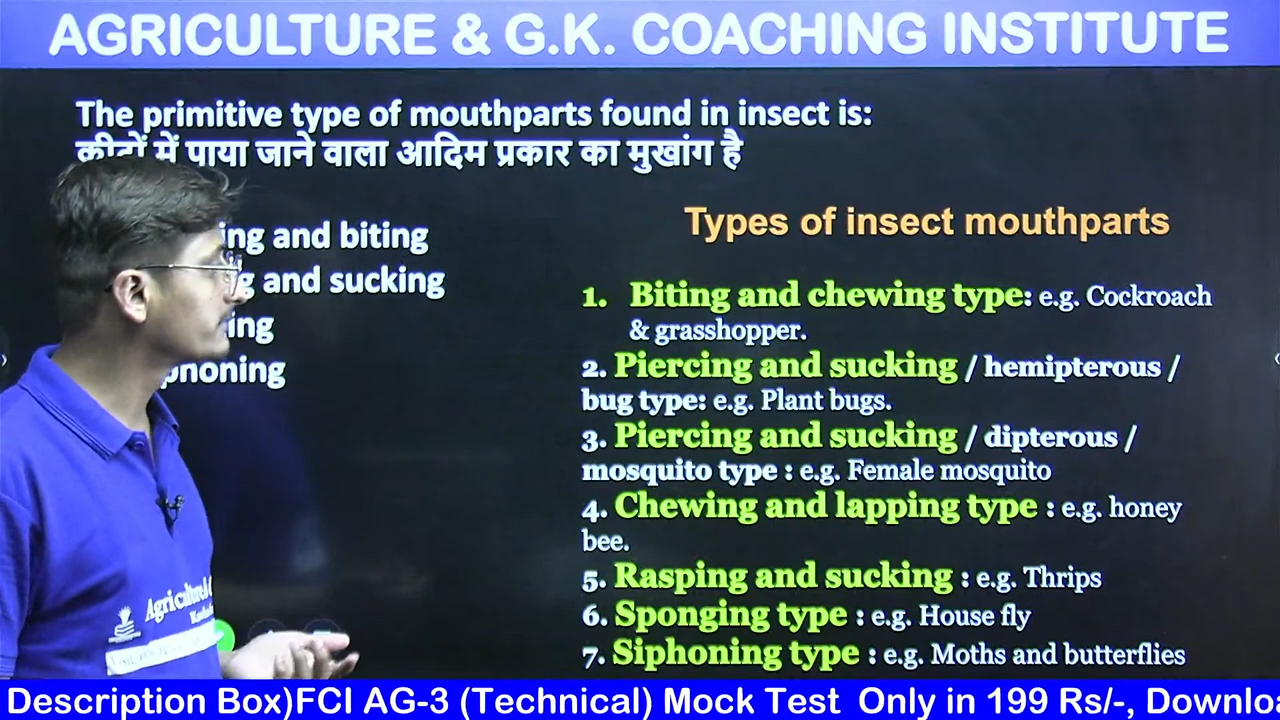 AGRICULTURE & G.K. COACHING INSTITUTE
The primitive type of mouthparts found in insect is:
कीटों में पाया जाने वाला आदिम प्रकार का मुखांग है
ing and biting
g and sucking
ing
phoning
Types of insect mouthparts
1. Biting and chewing type: e.g. Cockroach
& grasshopper.
2. Piercing and sucking / hemipterous /
bug type: e.g. Plant bugs.
3. Piercing and sucking / dipterous /
mosquito type : e.g. Female mosquito
4. Chewing and lapping type : e.g. honey
bee.
5. Rasping and sucking : e.g. Thrips
6. Sponging type : e.g. House fly
7. Siphoning type : e.g. Moths and butterflies
Description Box)FCI AG-3 (Technical) Mock Test Only in 199 Rs/-, Downlo